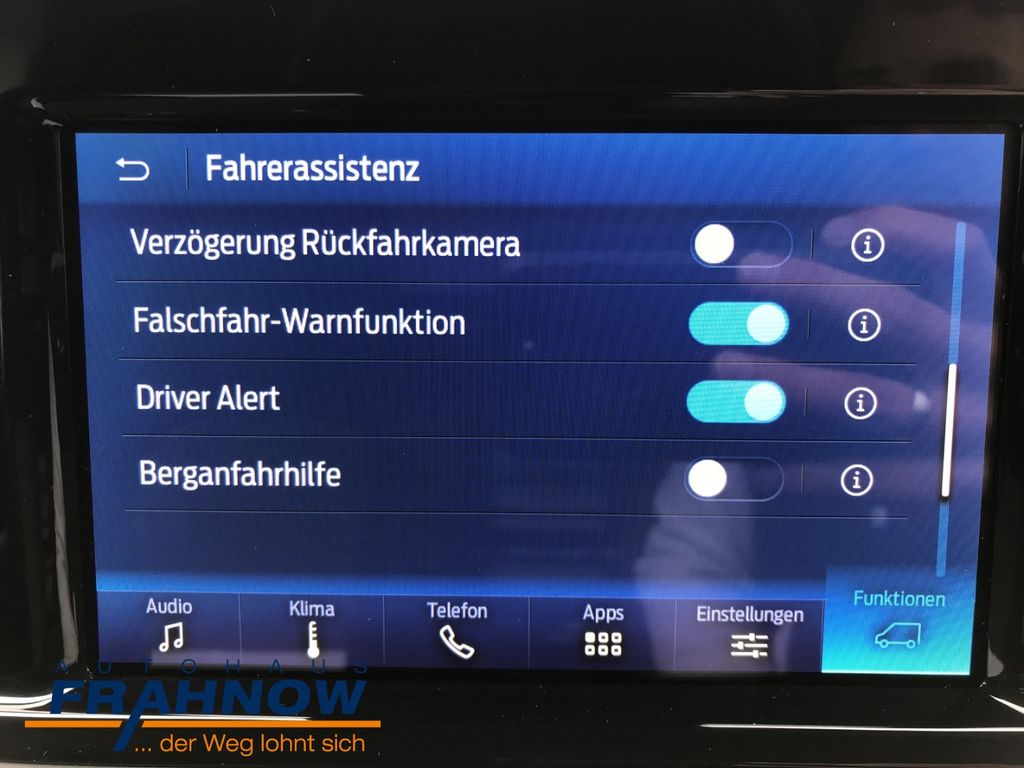 Fahrerassistenz
Verzögerung Rückfahrkamera
Falschfahr-Warnfunktion
Driver Alert
Berganfahrhilfe
Audio Klima Telefon Apps Einstellungen Funktionen
AUTOHAUS
FRAHNOW
... der Weg lohnt sich